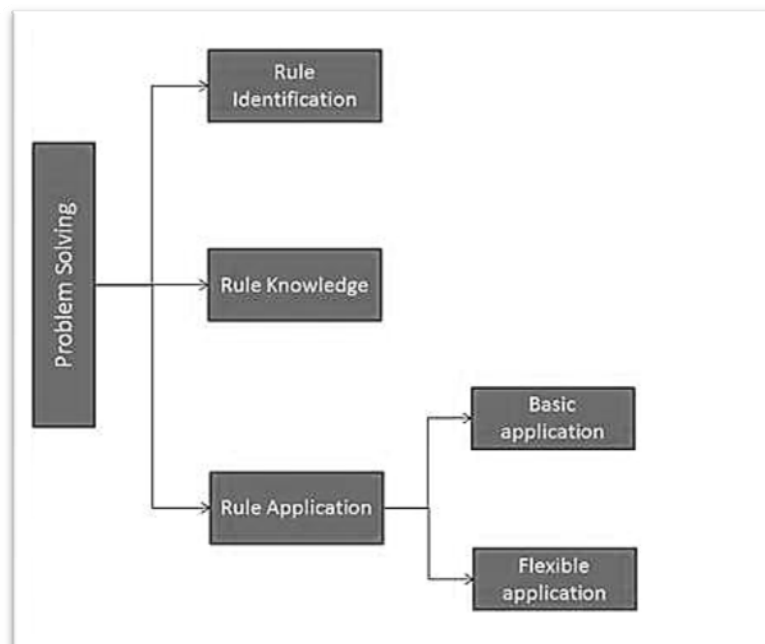 Problem Solving
Rule
Identification
Rule Knowledge
Rule Application
Basic
application
Flexible
application